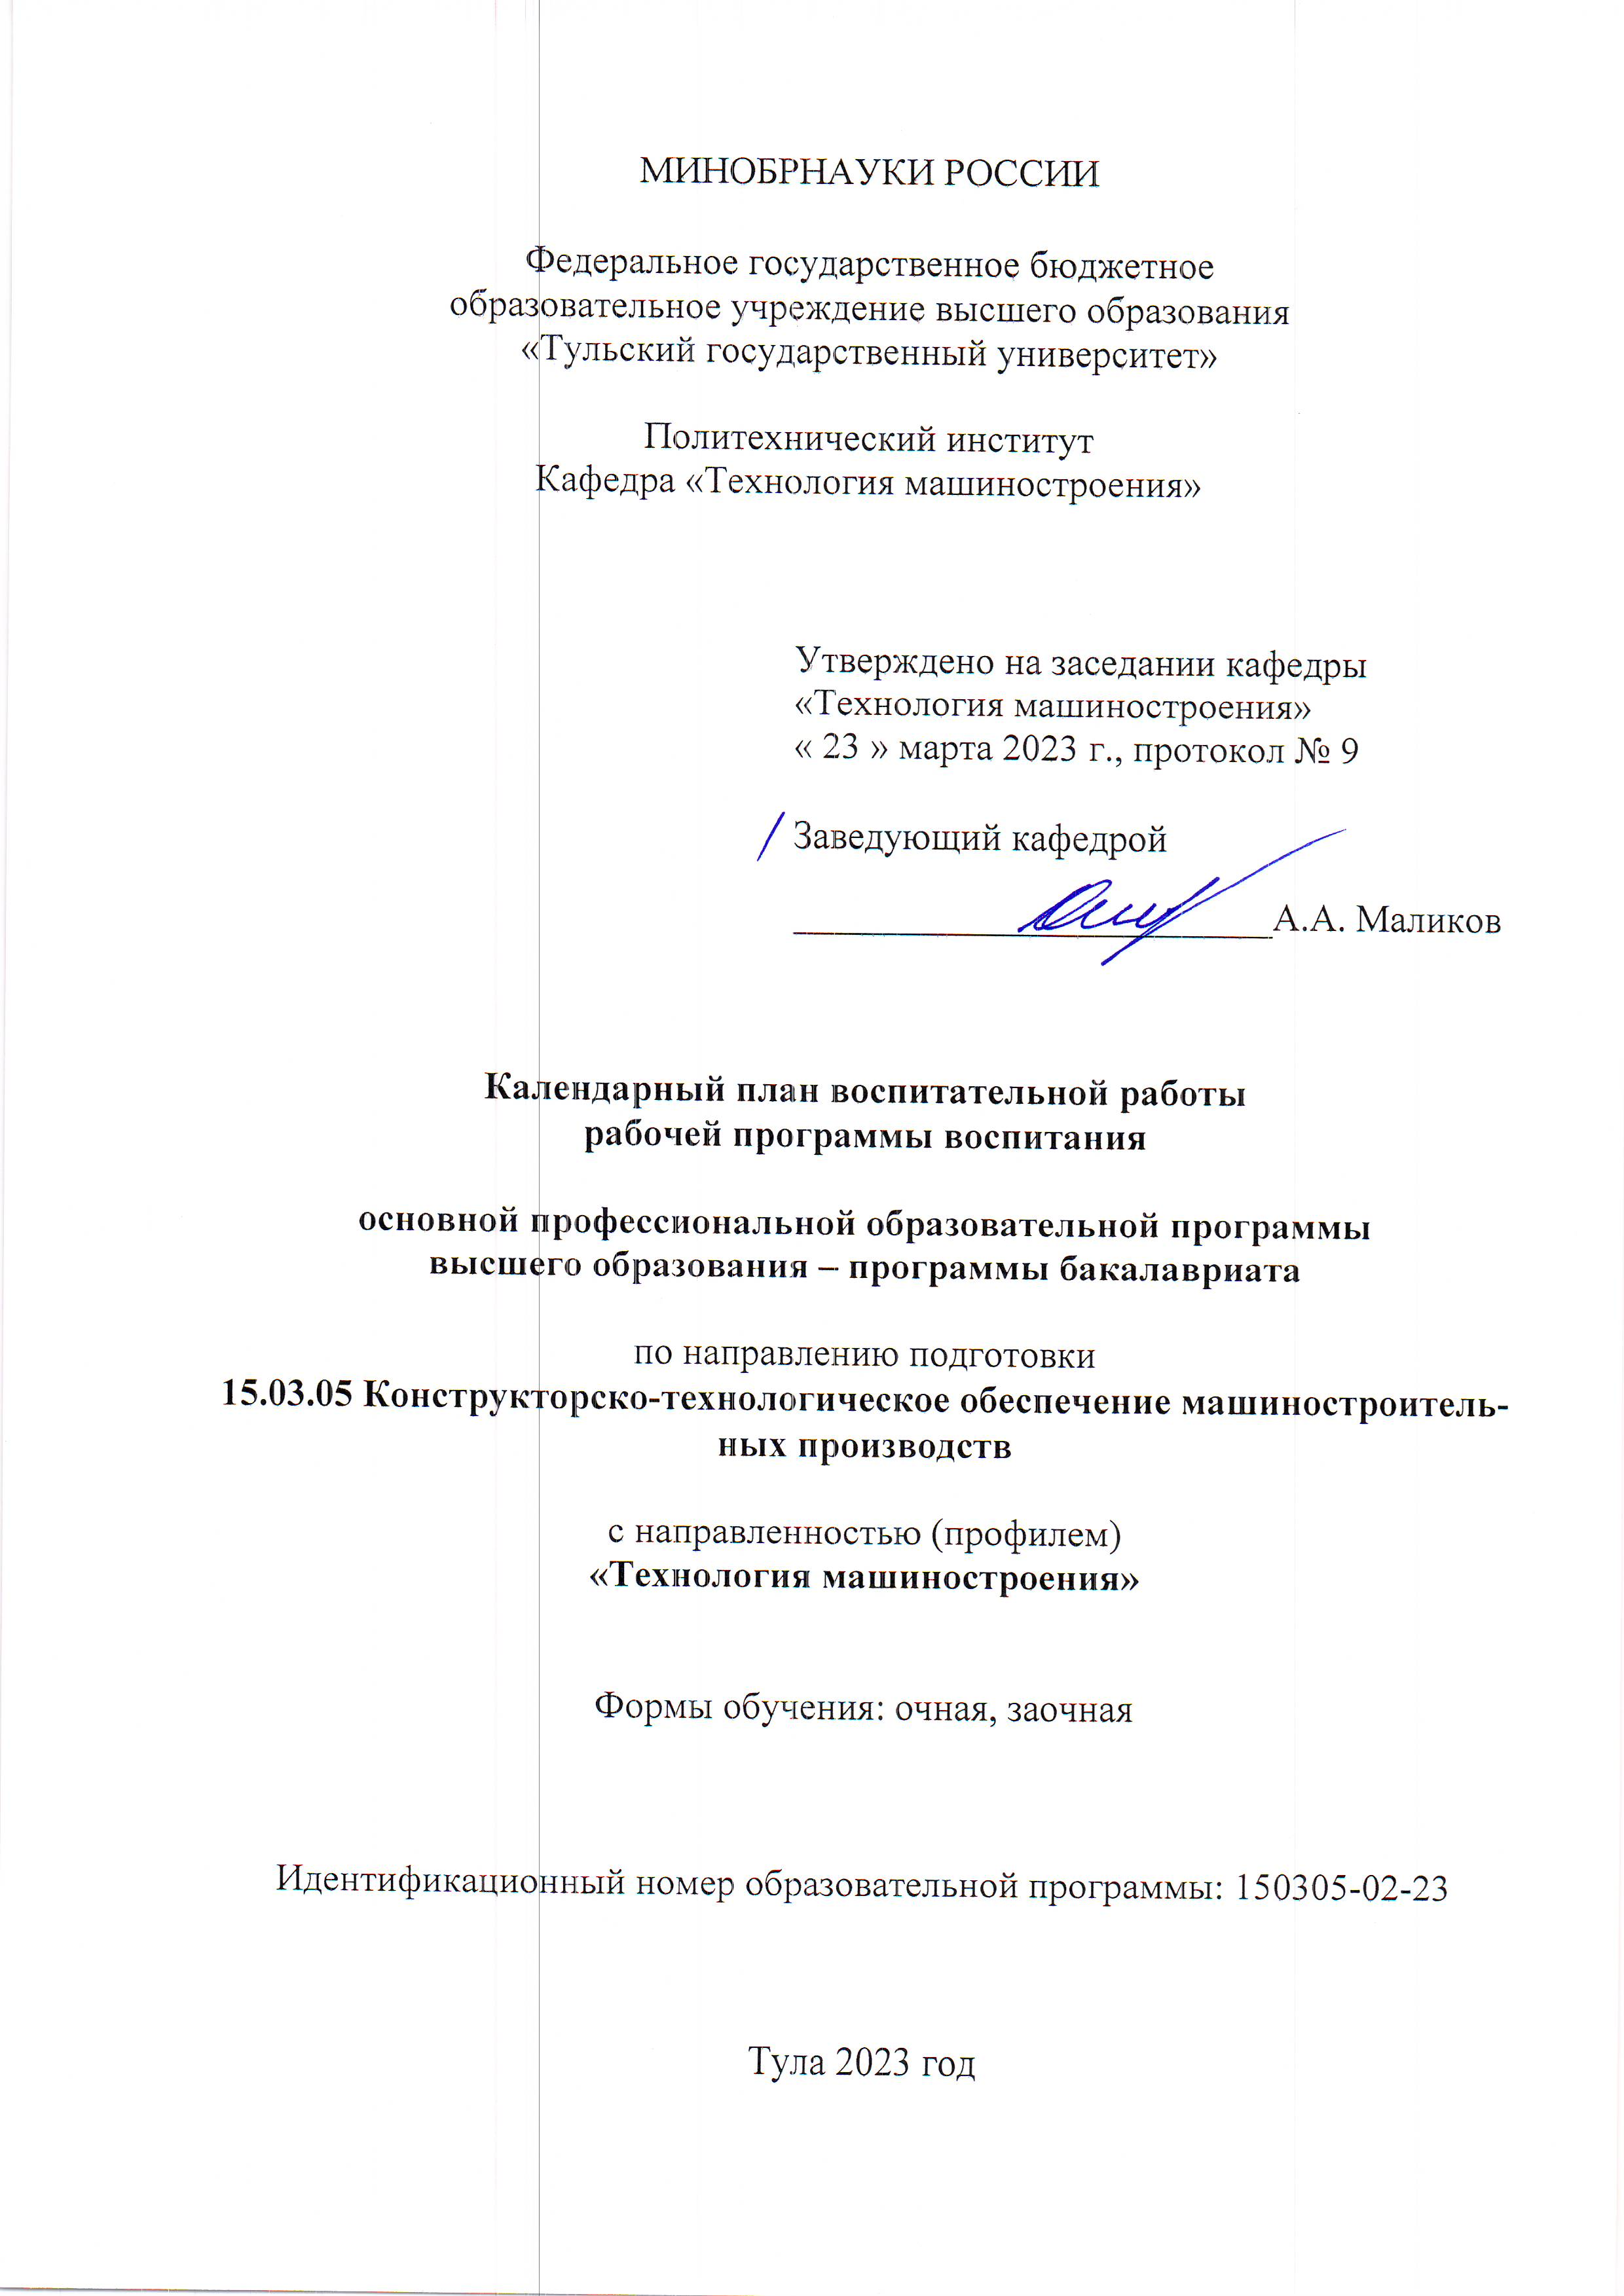 МИНОБРНАУКИ РОССИИ
Федеральное государственное бюджетное
образовательное учреждение высшего образования
«Тульский государственный университет»
Политехнический институт
Кафедра «Технология машиностроения»
Утверждено на заседании кафедры
«Технология машиностроения»
« 23 » марта 2023 г., протокол № 9
Заведующий кафедрой
А.А. Маликов
Календарный план воспитательной работы
рабочей программы воспитания
основной профессиональной образовательной программы
высшего образования – программы бакалавриата
по направлению подготовки
15.03.05 Конструкторско-технологическое обеспечение машиностроитель-
ных производств
с направленностью (профилем)
«Технология машиностроения»
Формы обучения: очная, заочная
Идентификационный номер образовательной программы: 150305-02-23
Тула 2023 год